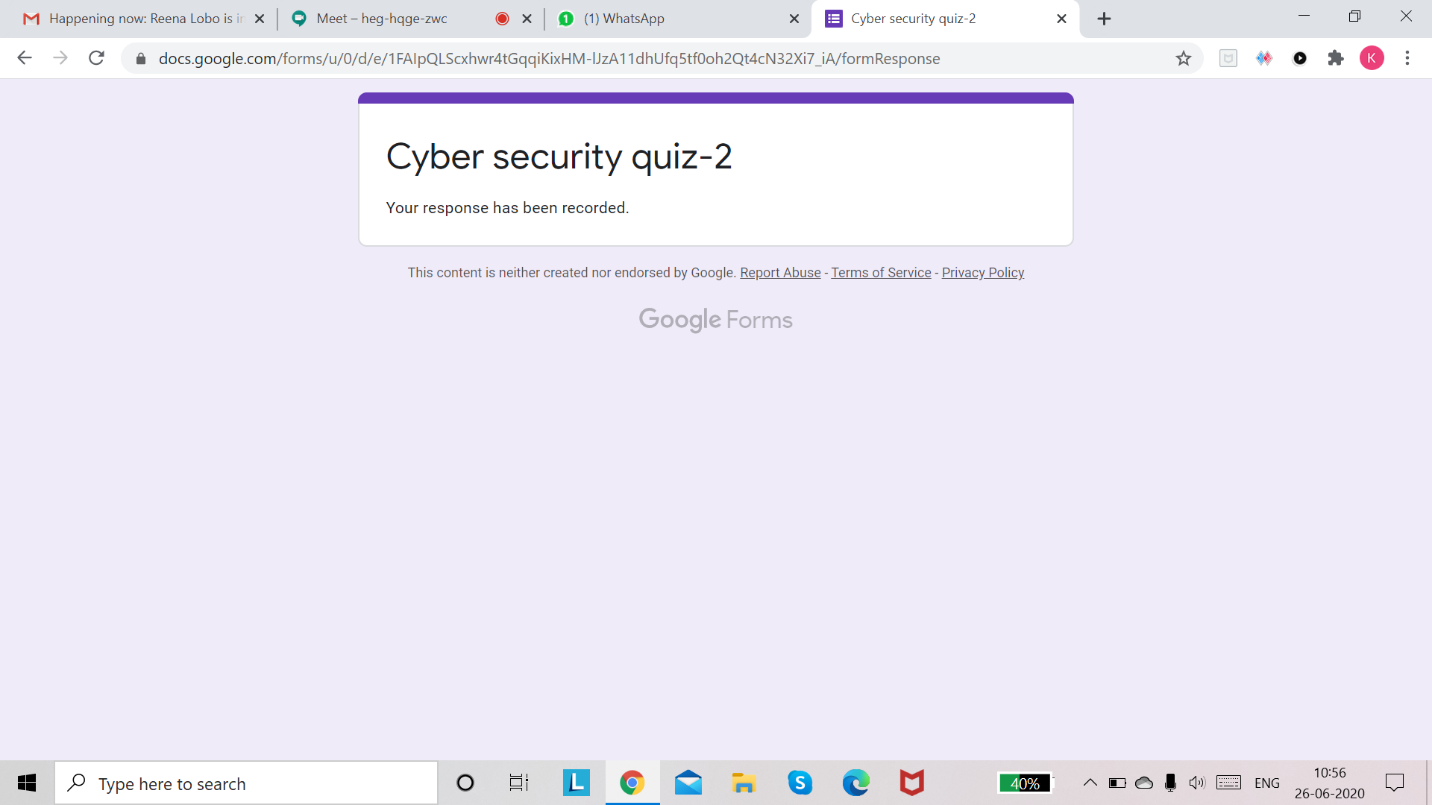 Happening now: Reena Lobo is in
Meet – heg-hqge-zwc
1
(1) WhatsApp
Cyber security quiz-2
docs.google.com/forms/u/0/d/e/1FAIpQLScxhwr4tGqqiKixHM-lJzA11dhUfq5tf0oh2Qt4cN32Xi7_iA/formResponse
K
Cyber security quiz-2
Your response has been recorded.
This content is neither created nor endorsed by Google. Report Abuse - Terms of Service - Privacy Policy
Google Forms
Type here to search
L
S
40%
ENG
10:56
26-06-2020